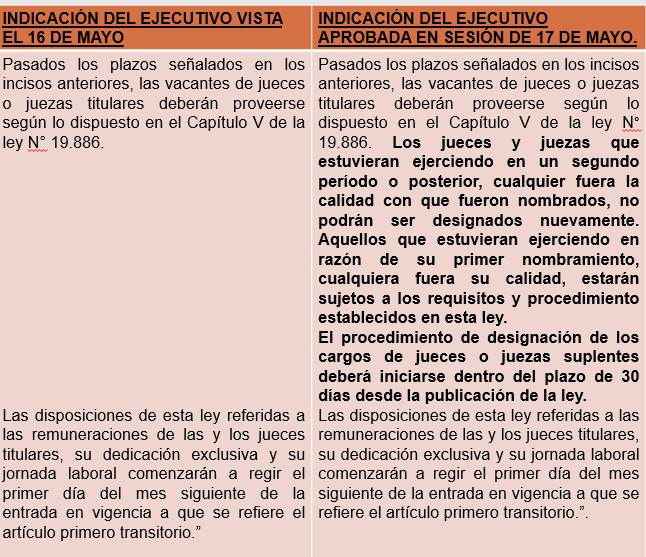 INDICACIÓN DEL EJECUTIVO VISTA
EL 16 DE MAYO
INDICACIÓN DEL EJECUTIVO
APROBADA EN SESIÓN DE 17 DE MAYO.
Pasados los plazos señalados en los
incisos anteriores, las vacantes de jueces
o juezas titulares deberán proveerse
según lo dispuesto en el Capítulo V de la
ley N° 19.886.
Las disposiciones de esta ley referidas a
las remuneraciones de las y los jueces
titulares, su dedicación exclusiva y su
jornada laboral comenzarán a regir el
primer día del mes siguiente de la
entrada en vigencia a que se refiere el
artículo primero transitorio.”
Pasados los plazos señalados en los incisos
anteriores, las vacantes de jueces o juezas
titulares deberán proveerse según lo
dispuesto en el Capítulo V de la ley N°
19.886. Los jueces y juezas que
estuvieran ejerciendo en un segundo
período o posterior, cualquier fuera la
calidad con que fueron nombrados, no
podrán ser designados nuevamente.
Aquellos que estuvieran ejerciendo en
razón de su primer nombramiento,
cualquiera fuera su calidad, estarán
sujetos a los requisitos y procedimiento
establecidos en esta ley.
El procedimiento de designación de los
cargos de jueces o juezas suplentes
deberá iniciarse dentro del plazo de 30
días desde la publicación de la ley.
Las disposiciones de esta ley referidas a las
remuneraciones de las y los jueces titulares,
su dedicación exclusiva y su jornada laboral
comenzarán a regir el primer día del mes
siguiente de la entrada en vigencia a que se
refiere el artículo primero transitorio.”.